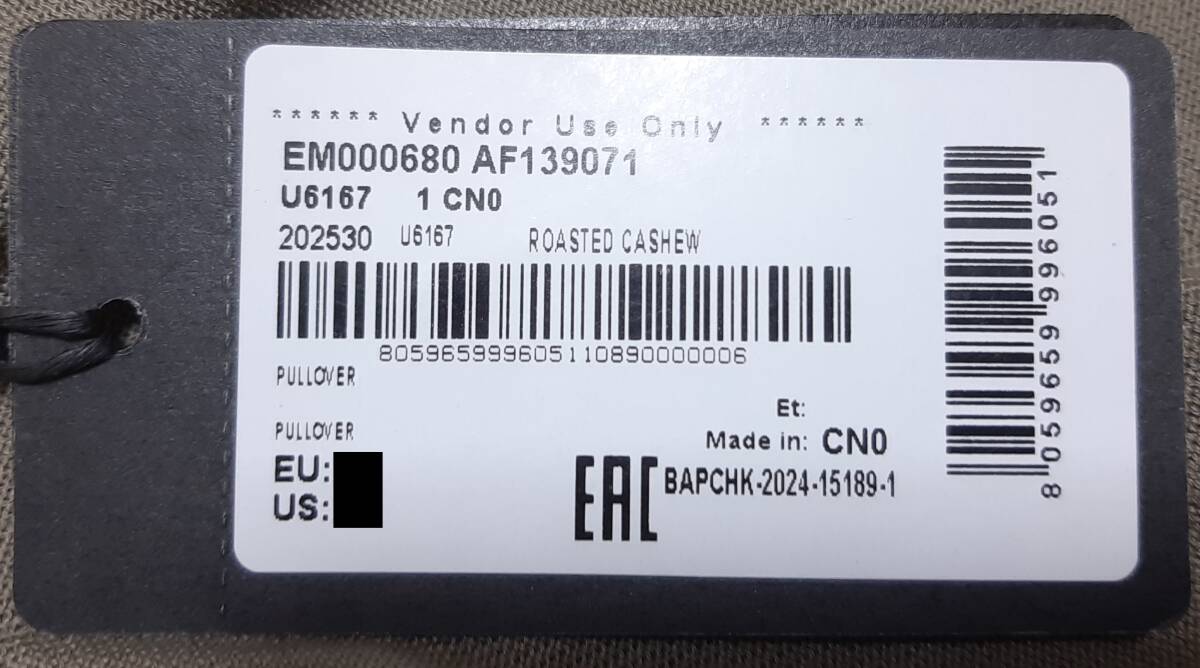 ****** Vendor Use Only ******
EM000680 AF139071
U6167 1 CN0
202530 U6167 ROASTED CASHEW
805965999605110890000006
PULLOVER
PULLOVER
EU:
US:
Et:
Made in: CN0
EAC BAPCHK-2024-15189-1
8059659996051